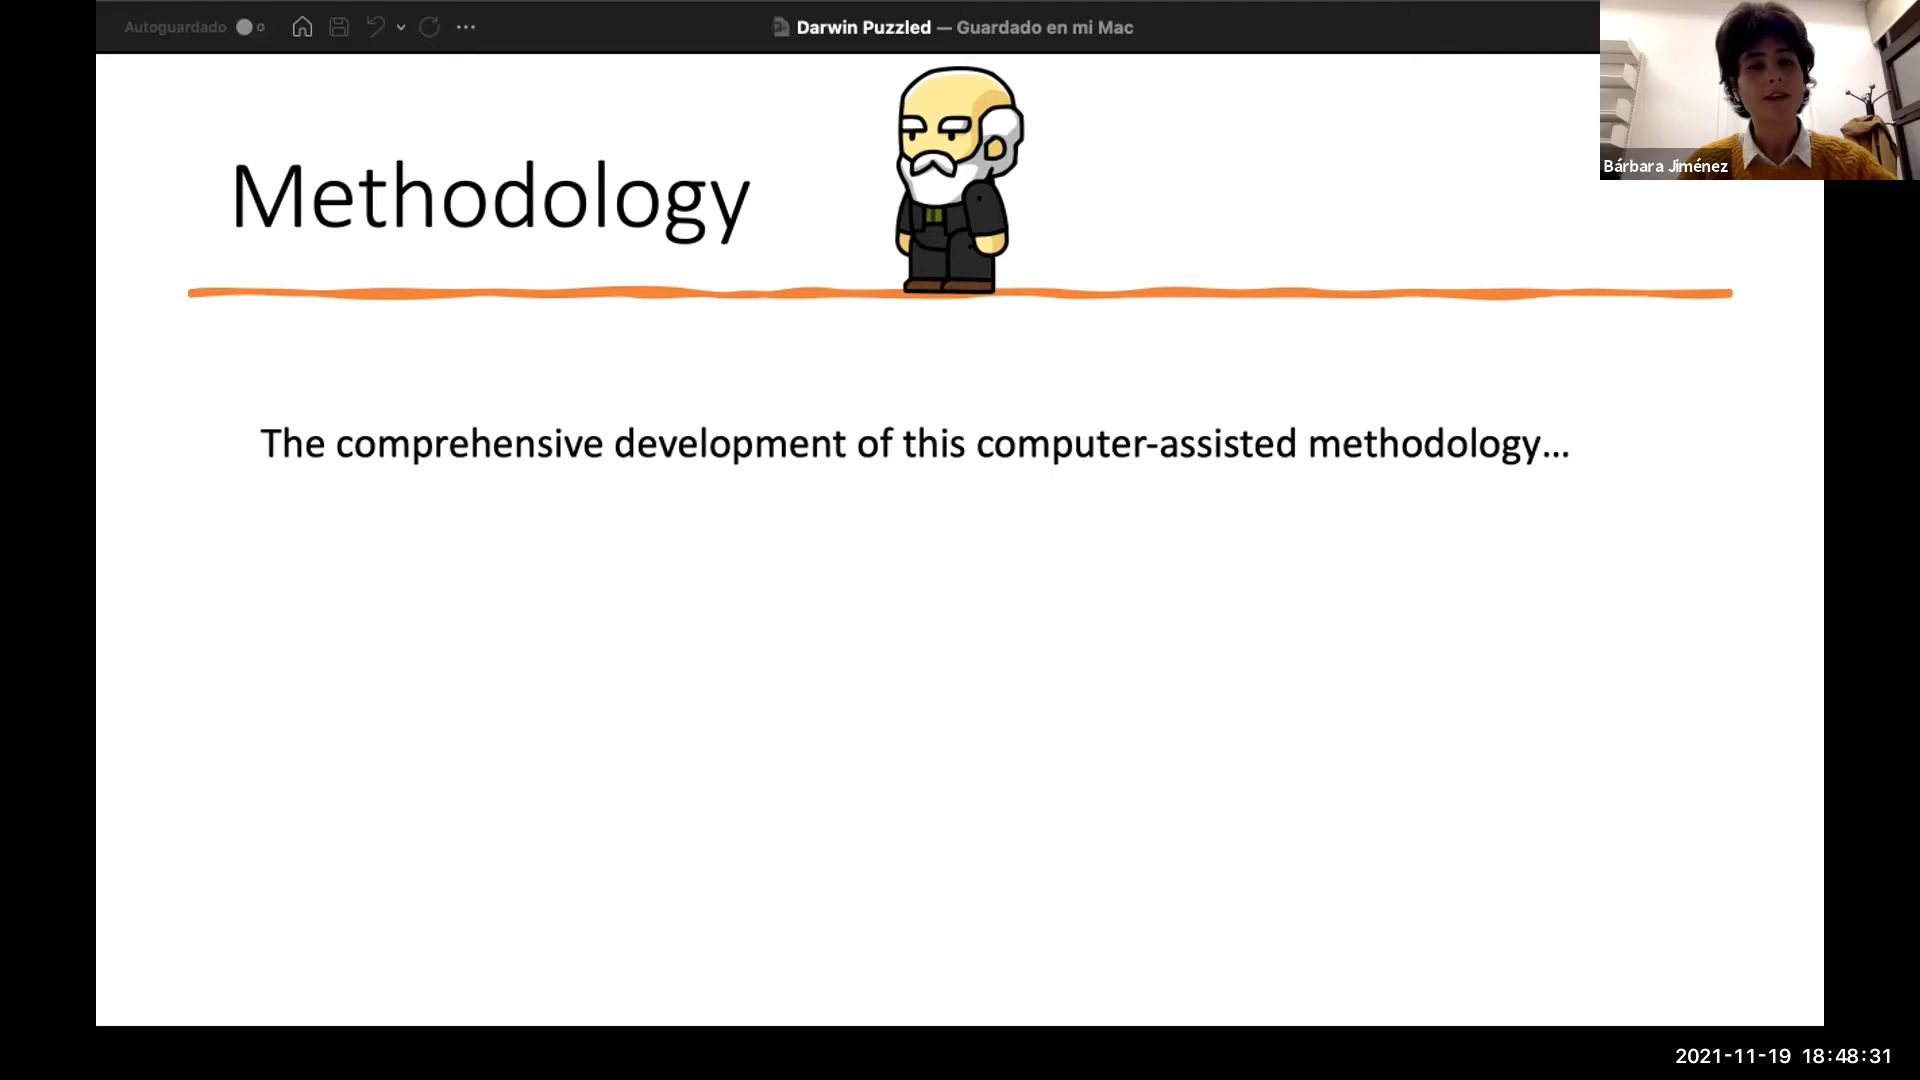 Autoguardado
Darwin Puzzled — Guardado en mi Mac
Bárbara Jiménez
Methodology
The comprehensive development of this computer-assisted methodology...
2021-11-19 18:48:31